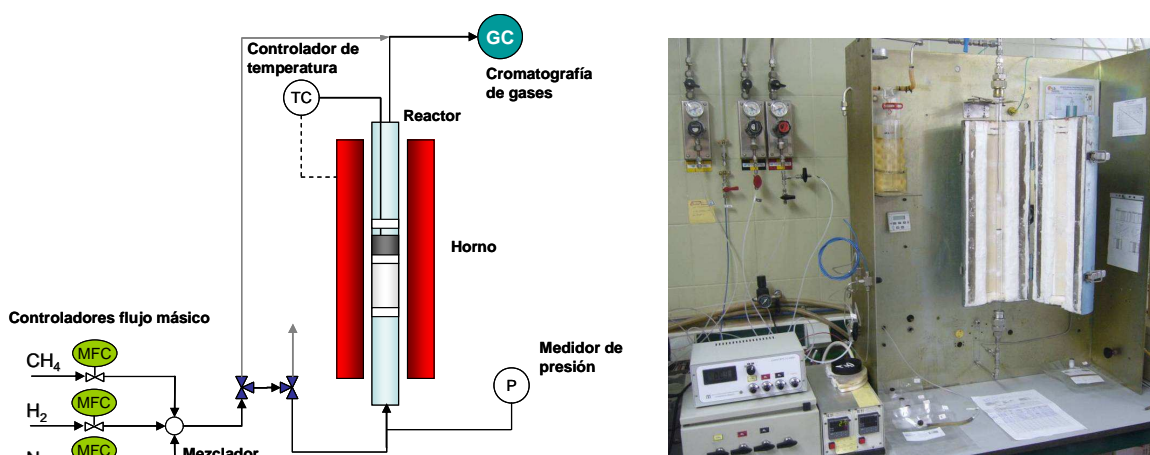 Controlador de
temperatura
GC
Cromatografía
de gases
TC
Reactor
Horno
Controladores flujo másico
MFC
CH4
MFC
H2
MFC
Mezclador
Medidor de
presión
P